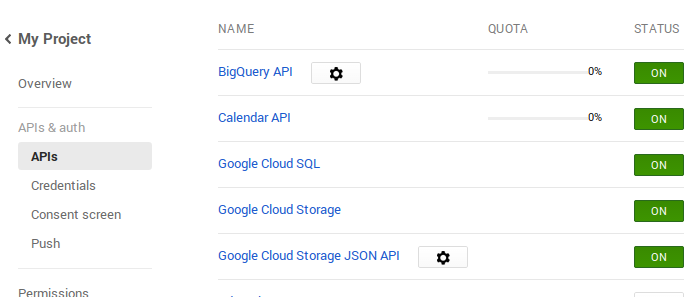 My Project
Overview
APIs & auth
APIs
Credentials
Consent screen
Push
Permissions
NAME QUOTA STATUS
BigQuery API 0% ON
Calendar API 0% ON
Google Cloud SQL ON
Google Cloud Storage ON
Google Cloud Storage JSON API ON